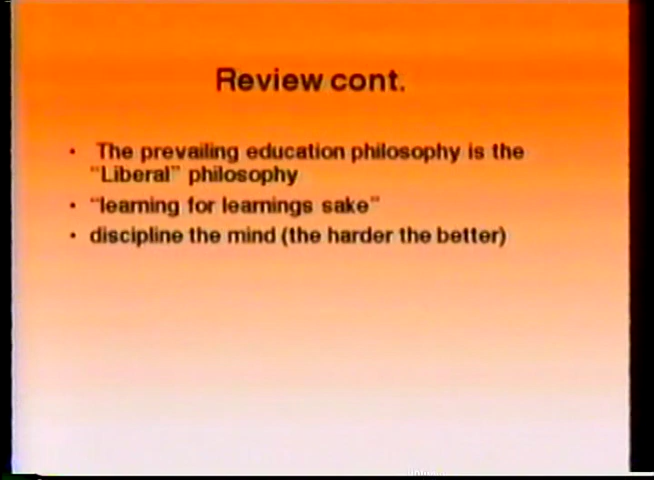 Review cont.
• The prevailing education philosophy is the
"Liberal" philosophy
• "learning for learnings sake"
• discipline the mind (the harder the better)